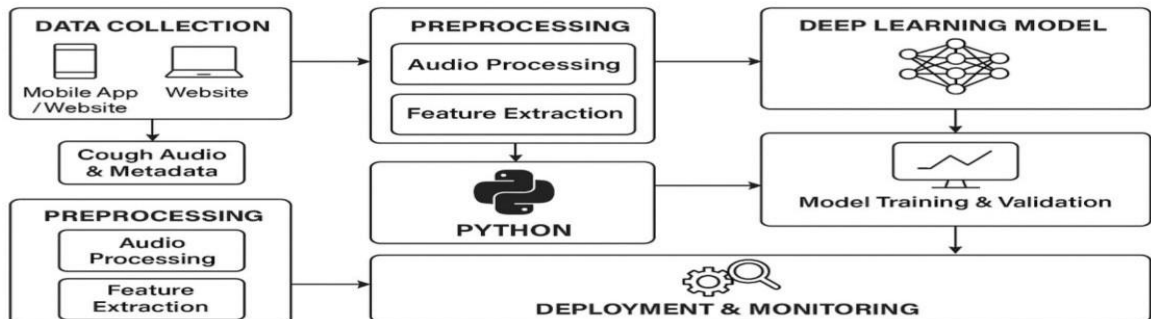 DATA COLLECTION
Mobile App
/ Website
Website
Cough Audio
& Metadata
PREPROCESSING
Audio Processing
Feature Extraction
PYTHON
DEEP LEARNING MODEL
Model Training & Validation
PREPROCESSING
Audio
Processing
Feature
Extraction
DEPLOYMENT & MONITORING